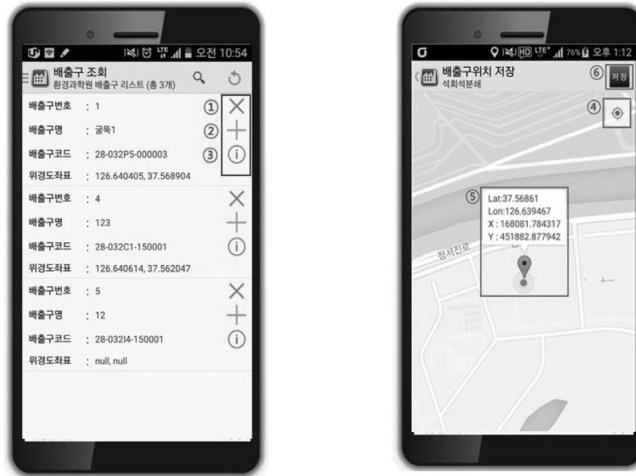 오전 10:54
배출구 조회
환경과학원 배출구 리스트 (총 3개)
배출구번호 : 1 ①
배출구명 : 굴뚝1 ②
배출구코드 : 28-032P5-000003 ③
위경도좌표 : 126.640405, 37.568904
배출구번호 : 4
배출구명 : 123
배출구코드 : 28-032C1-150001
위경도좌표 : 126.640614, 37.562047
배출구번호 : 5
배출구명 : 12
배출구코드 : 28-032I4-150001
위경도좌표 : null, null
HD LTE+ 76% 오후 1:12
배출구위치 저장 ⑥ 저장
석회석분쇄
④
⑤ Lat:37.56861
Lon:126.639467
X : 168081.784317
Y : 451882.877942
정서진로